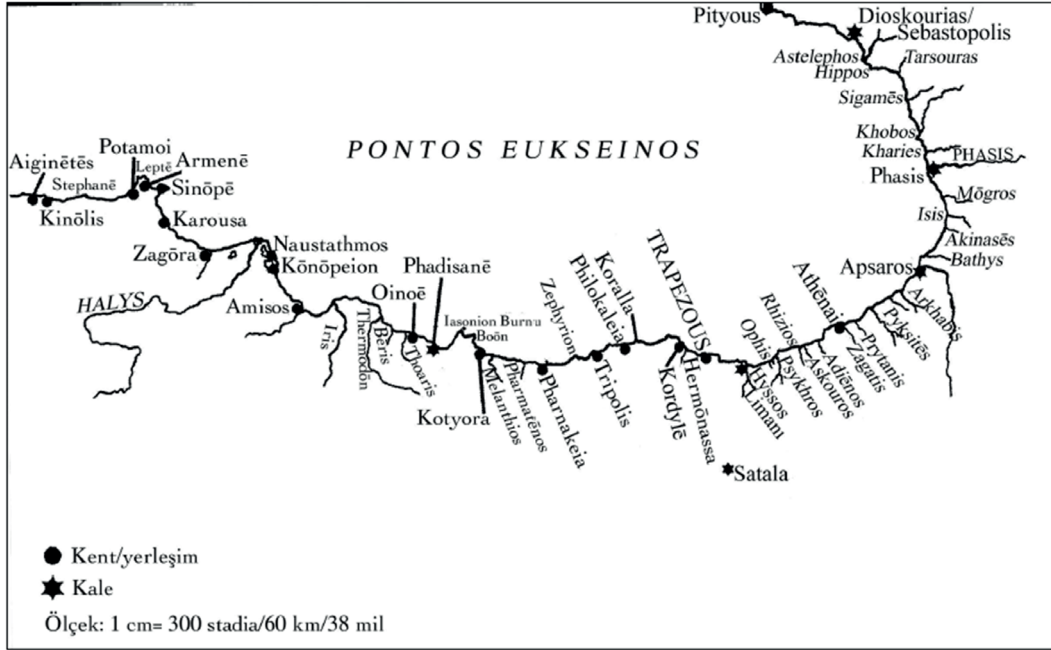 Pityous
Dioskourias/
Sebastopolis
Astelephos
Hippos
Tarsouras
Sigamēs
Khobos
Kharies
PHASIS
Phasis
Mōgros
Isis
Akinasēs
Bathys
Apsaros
PONTOS EUKSEINOS
Potamoi
Aiginētēs
Leptē
Armenē
Stephanē
Sinōpē
Kinōlis
Karousa
Zagōra
Naustathmos
Kōnōpeion
HALYS
Amisos
Iris
Thermōdōn
Beris
Thoaris
Oinoē
Phadisanē
Iasonion Burnu
Boōn
Kotyora
Melanthios
Pharmatēnos
Pharnakeia
Zephyrion
Tripolis
Philokaleia
Koralla
TRAPEZOUS
Kordylē
Hermōnassa
Hyssos
Limanı
Ophis
Psykhros
Rhizios
Askouros
Adiēnos
Athēnai
Zagatis
Prytanis
Pyksitēs
Arkhabis
Satala
Kent/yerleşim
Kale
Ölçek: 1 cm= 300 stadia/60 km/38 mil